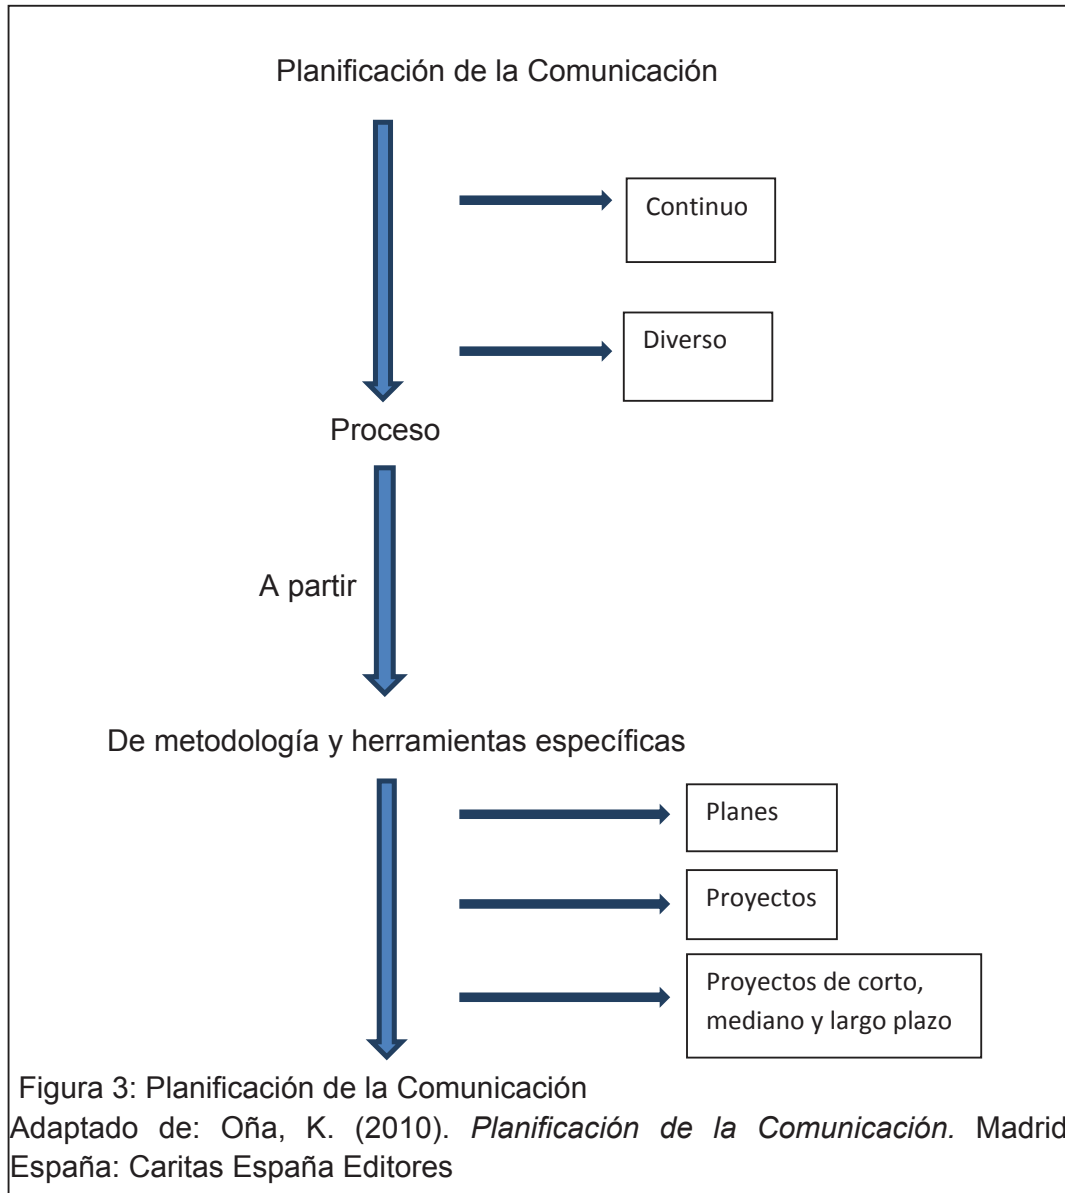 Planificación de la Comunicación
Continuo
Diverso
Proceso
A partir
De metodología y herramientas específicas
Planes
Proyectos
Proyectos de corto,
mediano y largo plazo
Figura 3: Planificación de la Comunicación
Adaptado de: Oña, K. (2010). Planificación de la Comunicación. Madrid
España: Caritas España Editores